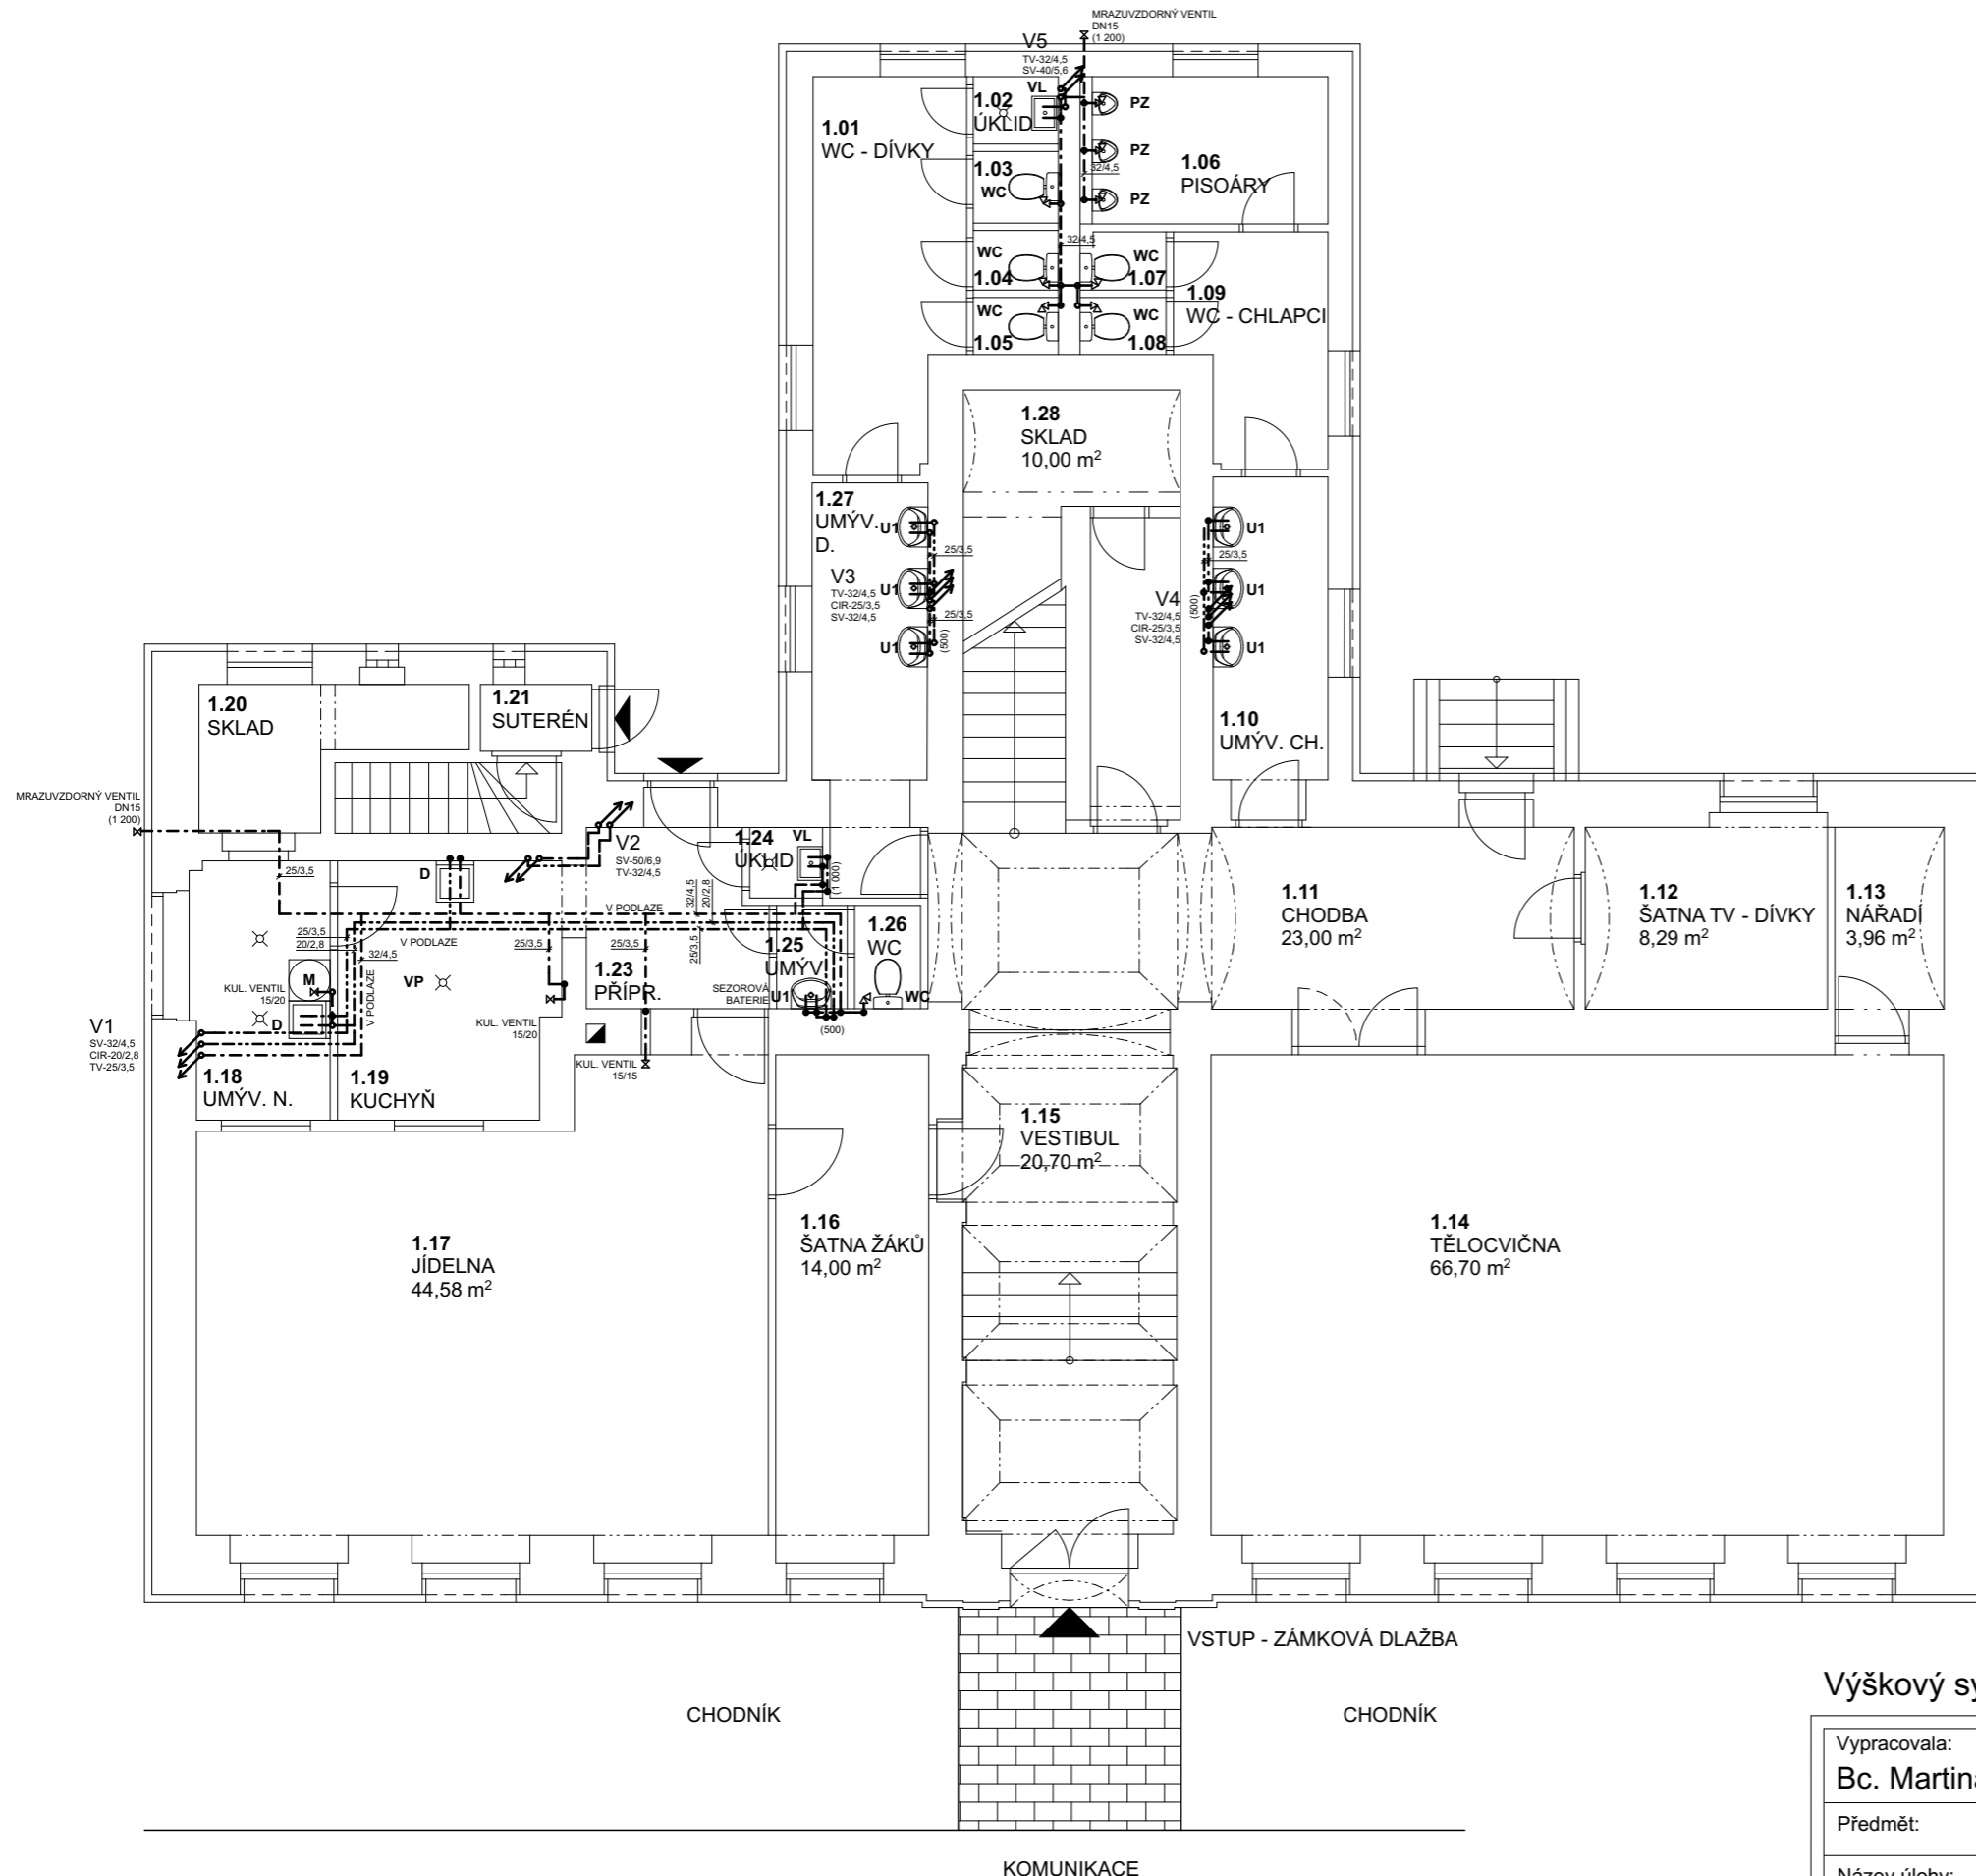 MRAZUVZDORNÝ VENTIL
DN15
(1 200)
V5
TV-32/4,5
SV-40/5,6
VL
1.02
ÚKLID
PZ
1.01
WC - DÍVKY
PZ
1.03
WC
32/4,5
1.06
PISOÁRY
PZ
32/4,5
WC
1.04
WC
1.07
WC
1.05
WC
1.08
1.09
WC - CHLAPCI
1.28
SKLAD
10,00 m²
1.27
UMÝV.
D.
U1
25/3,5
U1
25/3,5
V3
TV-32/4,5
CIR-25/3,5
SV-32/4,5
U1
25/3,5
U1
(500)
V4
TV-32/4,5
CIR-25/3,5
SV-32/4,5
(500)
U1
U1
1.20
SKLAD
1.21
SUTERÉN
1.10
UMÝV. CH.
MRAZUVZDORNÝ VENTIL
DN15
(1 200)
V2
SV-50/6,9
TV-32/4,5
1.24
ÚKLID
VL
(1 000)
25/3,5
D
32/4,5
20/2,8
V PODLAZE
1.11
CHODBA
23,00 m²
1.12
ŠATNA TV - DÍVKY
8,29 m²
1.13
NÁŘADÍ
3,96 m²
25/3,5
20/2,8
V PODLAZE
32/4,5
25/3,5
25/3,5
25/3,5
1.25
UMÝV.
1.26
WC
M
V PODLAZE
VP
1.23
PŘÍPR.
KUL. VENTIL
15/20
D
SEZOROVÁ
BATERIE
U1
WC
(500)
KUL. VENTIL
15/20
V1
SV-32/4,5
CIR-20/2,8
TV-25/3,5
KUL. VENTIL
15/15
1.18
UMÝV. N.
1.19
KUCHYŇ
1.15
VESTIBUL
20,70 m²
1.17
JÍDELNA
44,58 m²
1.16
ŠATNA ŽÁKŮ
14,00 m²
1.14
TĚLOCVIČNA
66,70 m²
VSTUP - ZÁMKOVÁ DLAŽBA
CHODNÍK
CHODNÍK
Výškový sy
Vypracovala:
Bc. Martina
Předmět:
Název úlohy:
KOMUNIKACE